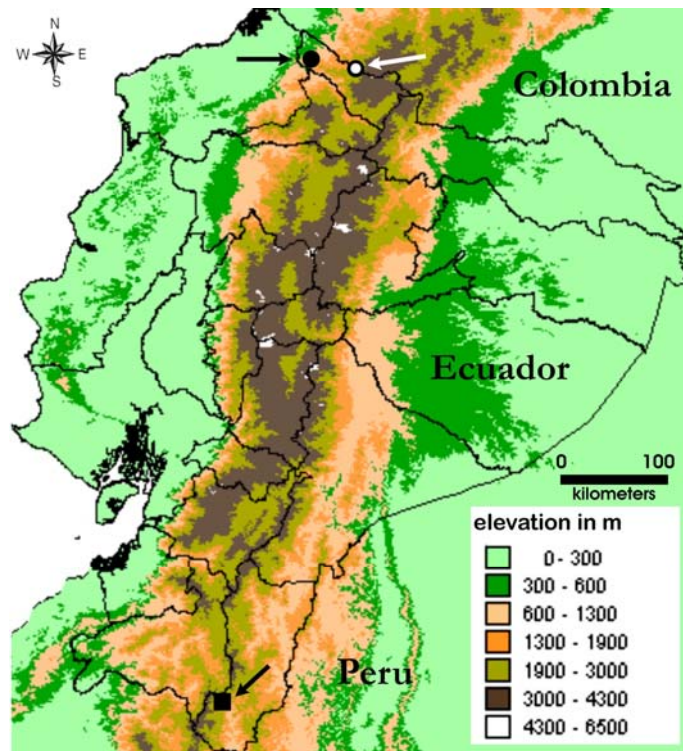 N
W E
S
Colombia
Ecuador
0 100
kilometers
elevation in m
0 - 300
300 - 600
600 - 1300
1300 - 1900
1900 - 3000
3000 - 4300
4300 - 6500
Peru